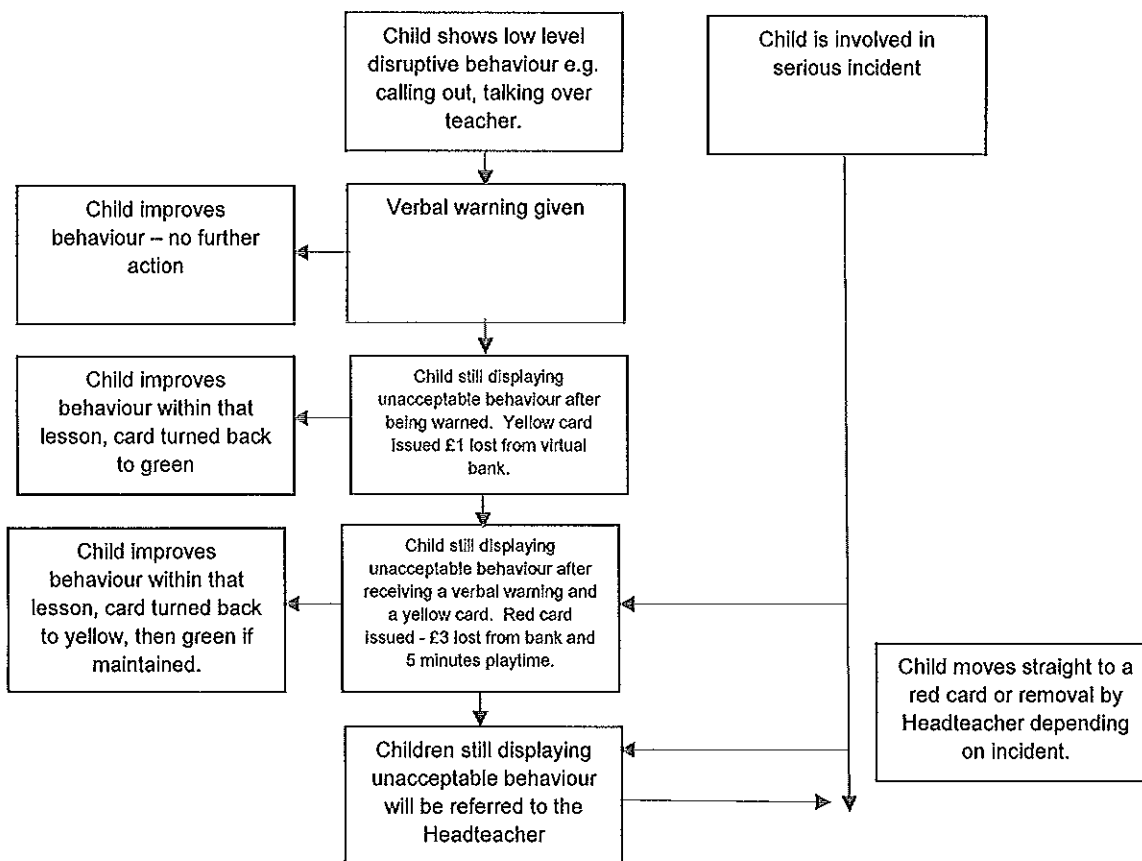 Child shows low level
disruptive behaviour e.g.
calling out, talking over
teacher.
Child is involved in
serious incident
Child improves
behaviour – no further
action
Verbal warning given
Child improves
behaviour within that
lesson, card turned back
to green
Child still displaying
unacceptable behaviour after
being warned. Yellow card
issued £1 lost from virtual
bank.
Child improves
behaviour within that
lesson, card turned back
to yellow, then green if
maintained.
Child still displaying
unacceptable behaviour after
receiving a verbal warning and
a yellow card. Red card
issued - £3 lost from bank and
5 minutes playtime.
Child moves straight to a
red card or removal by
Headteacher depending
on incident.
Children still displaying
unacceptable behaviour
will be referred to the
Headteacher